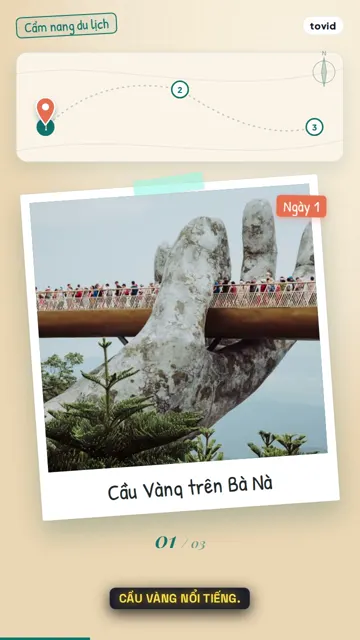 Cẩm nang du lịch
tovid
N
1
2
3
Ngày 1
Cầu Vàng trên Bà Nà
01 / 03
CẦU VÀNG NỔI TIẾNG.